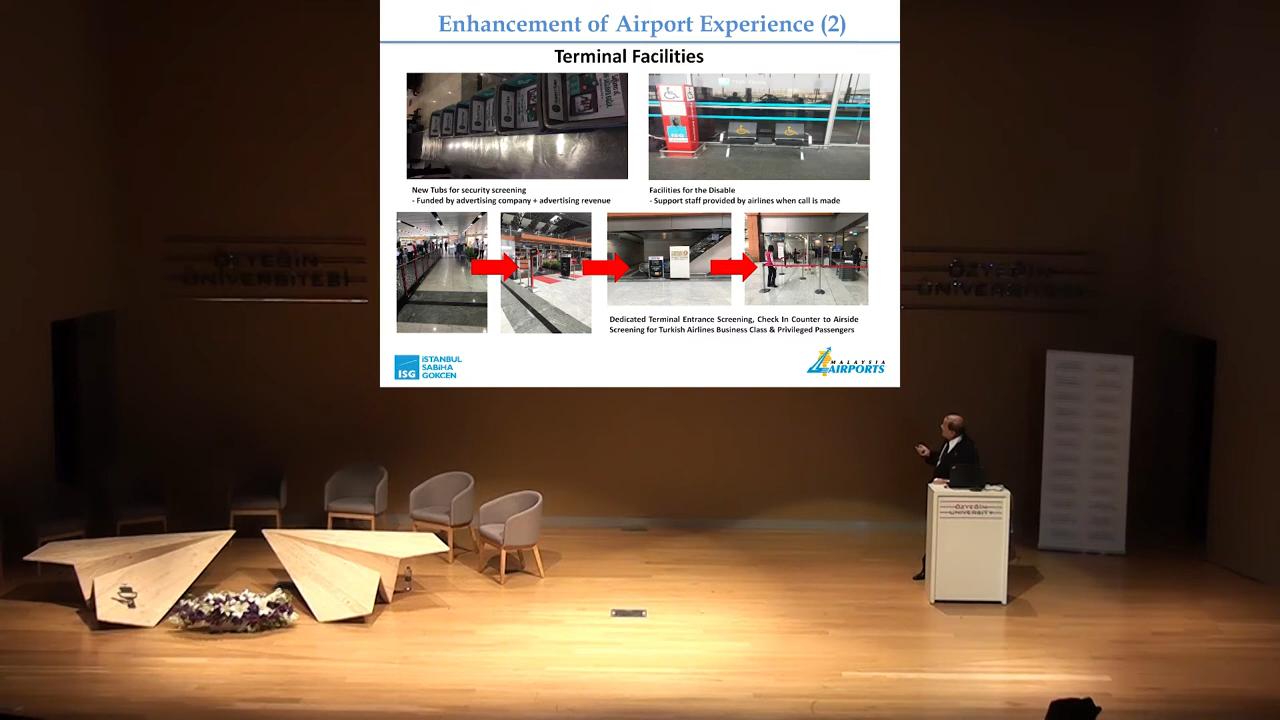 Enhancement of Airport Experience (2)
Terminal Facilities
New Tubs for security screening
- Funded by advertising company + advertising revenue
Facilities for the Disable
- Support staff provided by airlines when call is made
Dedicated Terminal Entrance Screening, Check In Counter to Airside
Screening for Turkish Airlines Business Class & Privileged Passengers
ISG
İSTANBUL
SABİHA
GÖKÇEN
MALAYSIA
AIRPORTS
ÖZYEĞİN
ÜNİVERSİTESİ
ÖZYEĞİN
UNIVERSITY
ÖZYEĞİN
UNIVERSITY